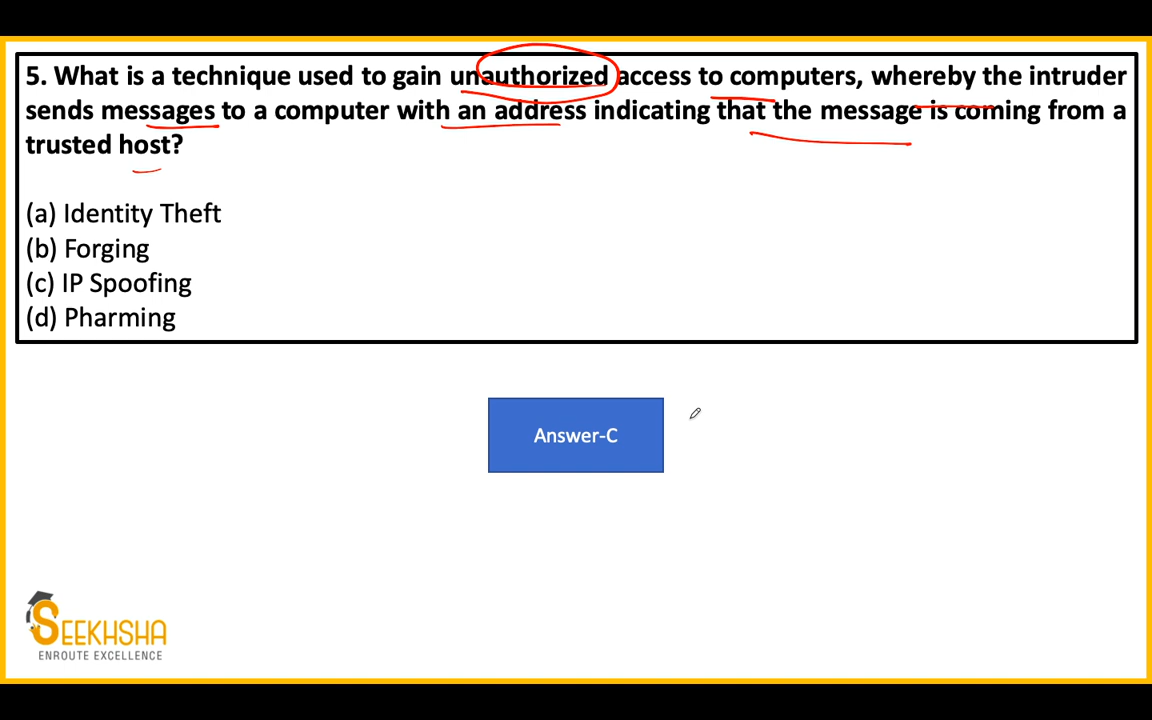 5. What is a technique used to gain unauthorized access to computers, whereby the intruder
sends messages to a computer with an address indicating that the message is coming from a
trusted host?
(a) Identity Theft
(b) Forging
(c) IP Spoofing
(d) Pharming
Answer-C
SEEKHSHA
ENROUTE EXCELLENCE